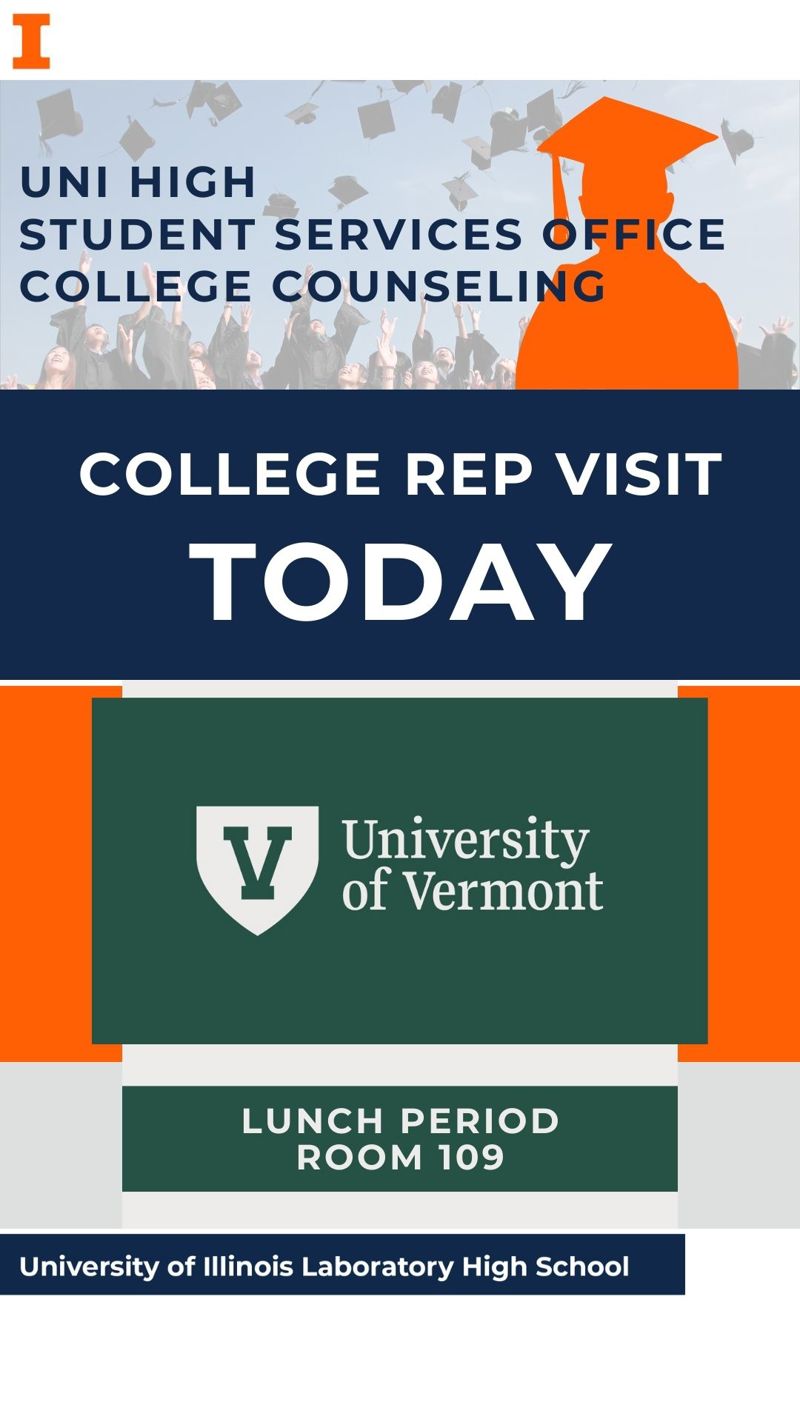 I
UNI HIGH
STUDENT SERVICES OFFICE
COLLEGE COUNSELING
COLLEGE REP VISIT
TODAY
V
University
of Vermont
LUNCH PERIOD
ROOM 109
University of Illinois Laboratory High School